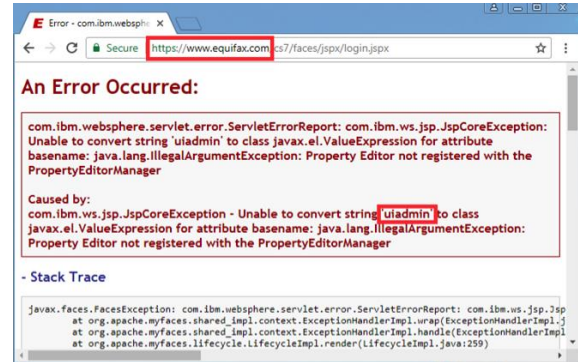 Error - com.ibm.websphe
Secure https://www.equifax.com/cs7/faces/jspx/login.jspx
An Error Occurred:
com.ibm.websphere.servlet.error.ServletErrorReport: com.ibm.ws.jsp.JspCoreException:
Unable to convert string 'uiadmin' to class javax.el.ValueExpression for attribute
basename: java.lang.IllegalArgumentException: Property Editor not registered with the
PropertyEditorManager
Caused by:
com.ibm.ws.jsp.JspCoreException - Unable to convert string 'uiadmin' to class
javax.el.ValueExpression for attribute basename: java.lang.IllegalArgumentException:
Property Editor not registered with the PropertyEditorManager
- Stack Trace
javax.faces.FacesException: com.ibm.websphere.servlet.error.ServletErrorReport: com.ibm.ws.jsp.Jsp
at org.apache.myfaces.shared_impl.context.ExceptionHandlerImpl.wrap(ExceptionHandlerImpl.j
at org.apache.myfaces.shared_impl.context.ExceptionHandlerImpl.handle(ExceptionHandlerImpl
at org.apache.myfaces.lifecycle.LifecycleImpl.render(LifecycleImpl.java:259)